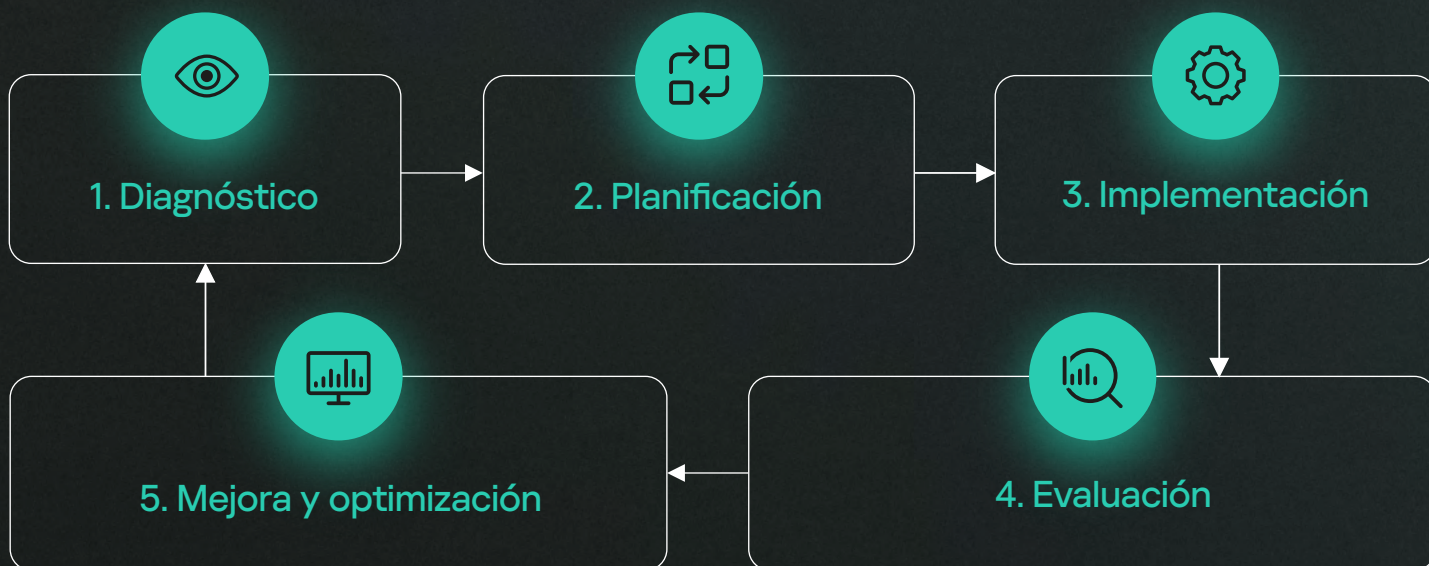 1. Diagnóstico
2. Planificación
3. Implementación
4. Evaluación
5. Mejora y optimización